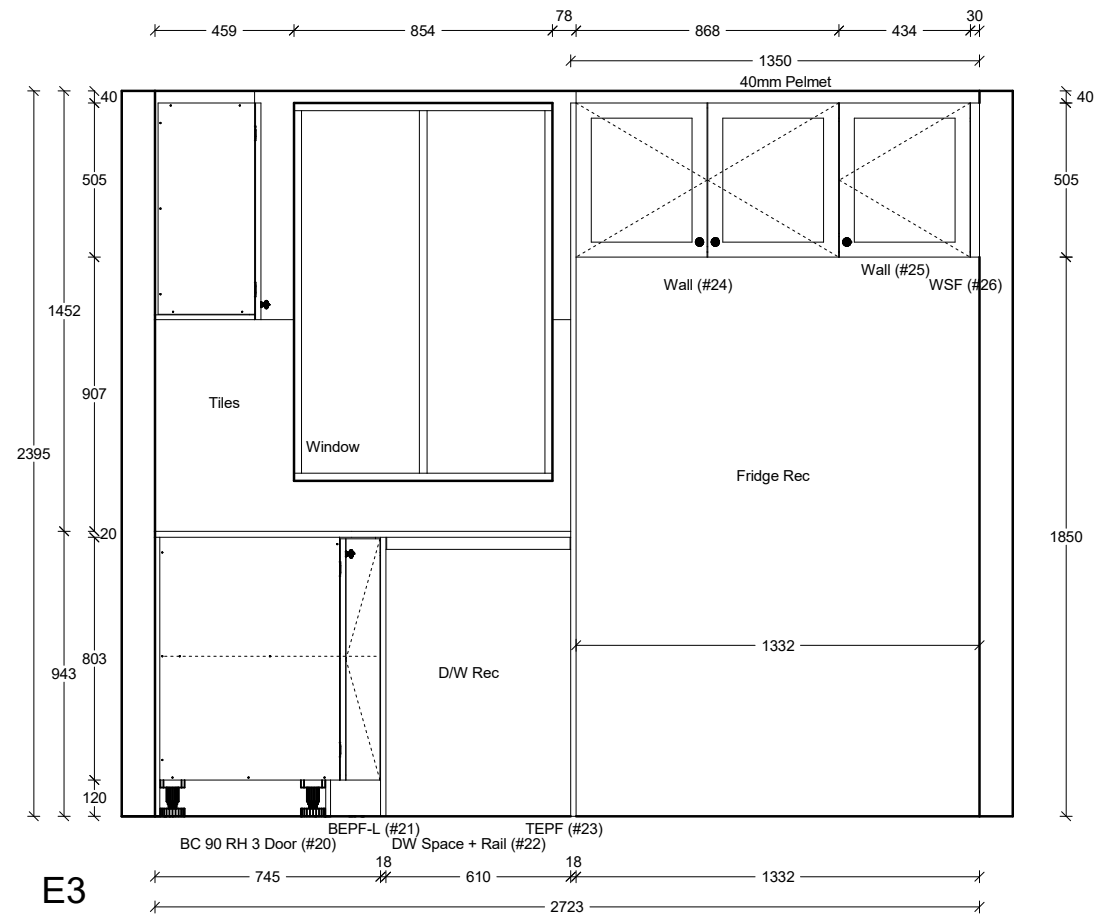 78
30
459
854
868
434
1350
40mm Pelmet
40
40
505
505
Wall (#25)
Wall (#24)
WSF (#26)
1452
907
Tiles
Window
2395
Fridge Rec
20
1850
1332
803
943
D/W Rec
120
BEPF-L (#21)
TEPF (#23)
BC 90 RH 3 Door (#20)
DW Space + Rail (#22)
18
18
745
610
1332
E3
2723